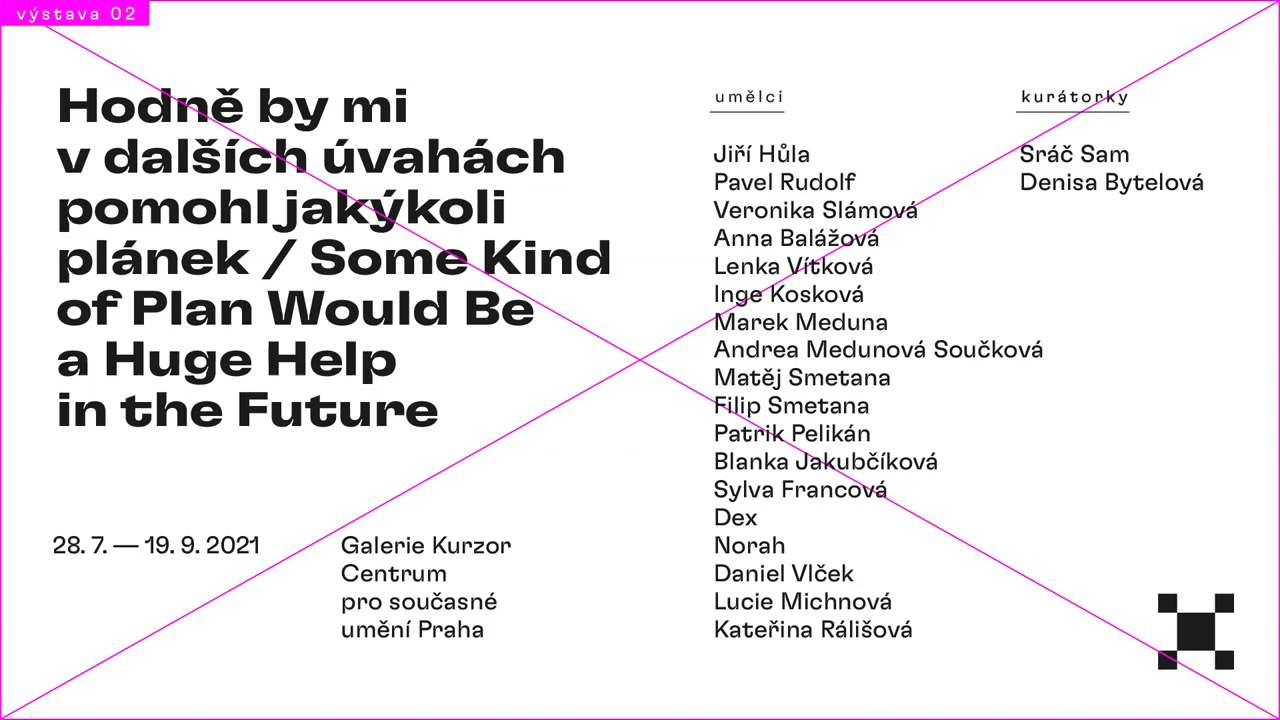 výstava 02
Hodně by mi
v dalších úvahách
pomohl jakýkoli
plánek / Some Kind
of Plan Would Be
a Huge Help
in the Future
28. 7. — 19. 9. 2021
Galerie Kurzor
Centrum
pro současné
umění Praha
umělci
Jiří Hůla
Pavel Rudolf
Veronika Slámová
Anna Balážová
Lenka Vítková
Inge Kosková
Marek Meduna
Andrea Medunová Součková
Matěj Smetana
Filip Smetana
Patrik Pelikán
Blanka Jakubčíková
Sylva Francová
Dex
Norah
Daniel Vlček
Lucie Michnová
Kateřina Rálišová
kurátorky
Sráč Sam
Denisa Bytelová